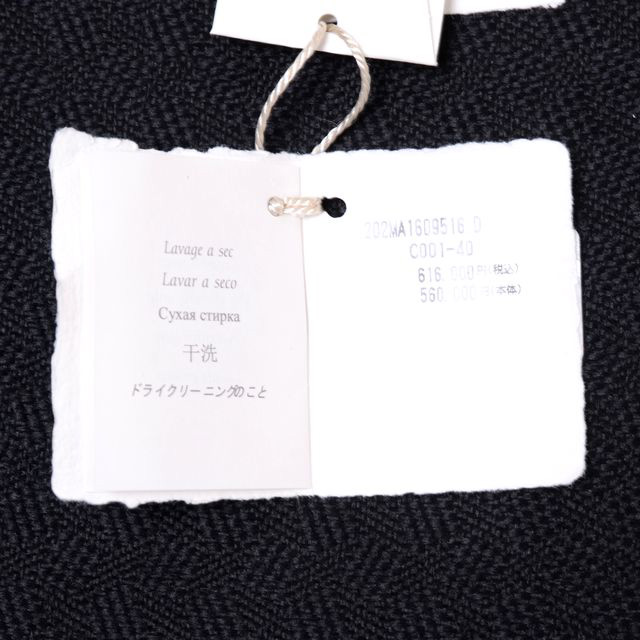 Lavage a sec
Lavar a seco
Сухая стирка
干洗
ドライクリーニングのこと
202MA1609516 D
C001-40
616,000円(税込)
560,000円(本体)